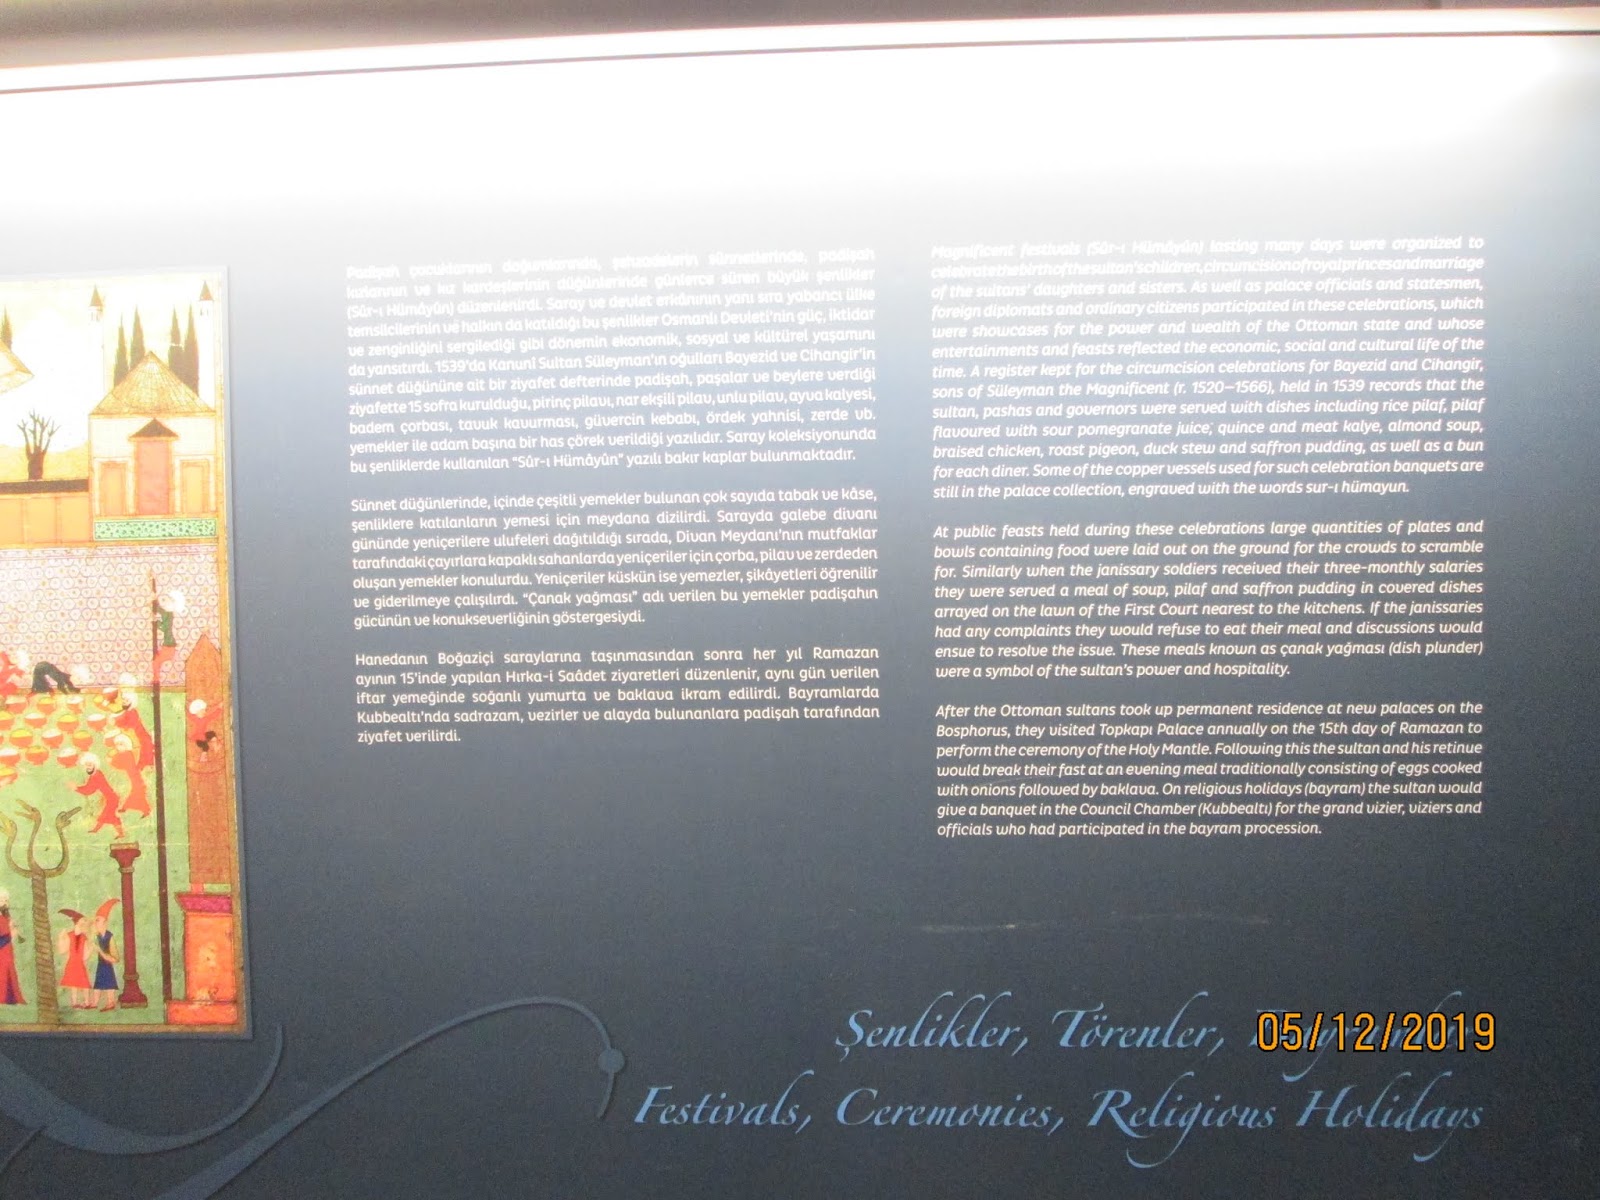 Padişah çocuklarının doğumlarında, şehzadelerin sünnetlerinde, padişah
kızlarının ve kız kardeşlerinin düğünlerinde günlerce süren büyük şenlikler
(Sûr-ı Hümâyûn) düzenlenirdi. Saray ve devlet erkânının yanı sıra yabancı ülke
temsilcilerinin ve halkın da katıldığı bu şenlikler Osmanlı Devleti'nin güç, iktidar
ve zenginliğini sergilediği gibi dönemin ekonomik, sosyal ve kültürel yaşamını
da yansıtırdı. 1539'da Kanunî Sultan Süleyman'ın oğulları Bayezid ve Cihangir'in
sünnet düğününe ait bir ziyafet defterinde padişah, paşalar ve beylere verdiği
ziyafette 15 sofra kurulduğu, pirinç pilavı, nar ekşili pilav, unlu pilav, ayva kalyesi,
badem çorbası, tavuk kavurması, güvercin kebabı, ördek yahnisi, zerde vb.
yemekler ile adam başına bir has çörek verildiği yazılıdır. Saray koleksiyonunda
bu şenliklerde kullanılan "Sûr-ı Hümâyûn" yazılı bakır kaplar bulunmaktadır.
Sünnet düğünlerinde, içinde çeşitli yemekler bulunan çok sayıda tabak ve kâse,
şenliklere katılanların yemesi için meydana dizilirdi. Sarayda galebe divanı
gününde yeniçerilere ulufeleri dağıtıldığı sırada, Divan Meydanı'nın mutfaklar
tarafındaki çayırlara kapaklı sahanlarda yeniçeriler için çorba, pilav ve zerdeden
oluşan yemekler konulurdu. Yeniçeriler küskün ise yemezler, şikâyetleri öğrenilir
ve giderilmeye çalışılırdı. "Çanak yağması" adı verilen bu yemekler padişahın
gücünün ve konukseverliğinin göstergesiydi.
Hanedanın Boğaziçi saraylarına taşınmasından sonra her yıl Ramazan
ayının 15'inde yapılan Hırka-i Saâdet ziyaretleri düzenlenir, aynı gün verilen
iftar yemeğinde soğanlı yumurta ve baklava ikram edilirdi. Bayramlarda
Kubbealtı'nda sadrazam, vezirler ve alayda bulunanlara padişah tarafından
ziyafet verilirdi.
Magnificent festivals (Sûr-ı Hümâyûn) lasting many days were organized to
celebrate the birth of the sultan's children, circumcision of royal princes and marriage
of the sultans' daughters and sisters. As well as palace officials and statesmen,
foreign diplomats and ordinary citizens participated in these celebrations, which
were showcases for the power and wealth of the Ottoman state and whose
entertainments and feasts reflected the economic, social and cultural life of the
time. A register kept for the circumcision celebrations for Bayezid and Cihangir,
sons of Süleyman the Magnificent (r. 1520–1566), held in 1539 records that the
sultan, pashas and governors were served with dishes including rice pilaf, pilaf
flavoured with sour pomegranate juice, quince and meat kalye, almond soup,
braised chicken, roast pigeon, duck stew and saffron pudding, as well as a bun
for each diner. Some of the copper vessels used for such celebration banquets are
still in the palace collection, engraved with the words sur-ı hümayun.
At public feasts held during these celebrations large quantities of plates and
bowls containing food were laid out on the ground for the crowds to scramble
for. Similarly when the janissary soldiers received their three-monthly salaries
they were served a meal of soup, pilaf and saffron pudding in covered dishes
arrayed on the lawn of the First Court nearest to the kitchens. If the janissaries
had any complaints they would refuse to eat their meal and discussions would
ensue to resolve the issue. These meals known as çanak yağması (dish plunder)
were a symbol of the sultan's power and hospitality.
After the Ottoman sultans took up permanent residence at new palaces on the
Bosphorus, they visited Topkapı Palace annually on the 15th day of Ramazan to
perform the ceremony of the Holy Mantle. Following this the sultan and his retinue
would break their fast at an evening meal traditionally consisting of eggs cooked
with onions followed by baklava. On religious holidays (bayram) the sultan would
give a banquet in the Council Chamber (Kubbealtı) for the grand vizier, viziers and
officials who had participated in the bayram procession.
Şenlikler, Törenler,
05/12/2019
Festivals, Ceremonies, Religious Holidays